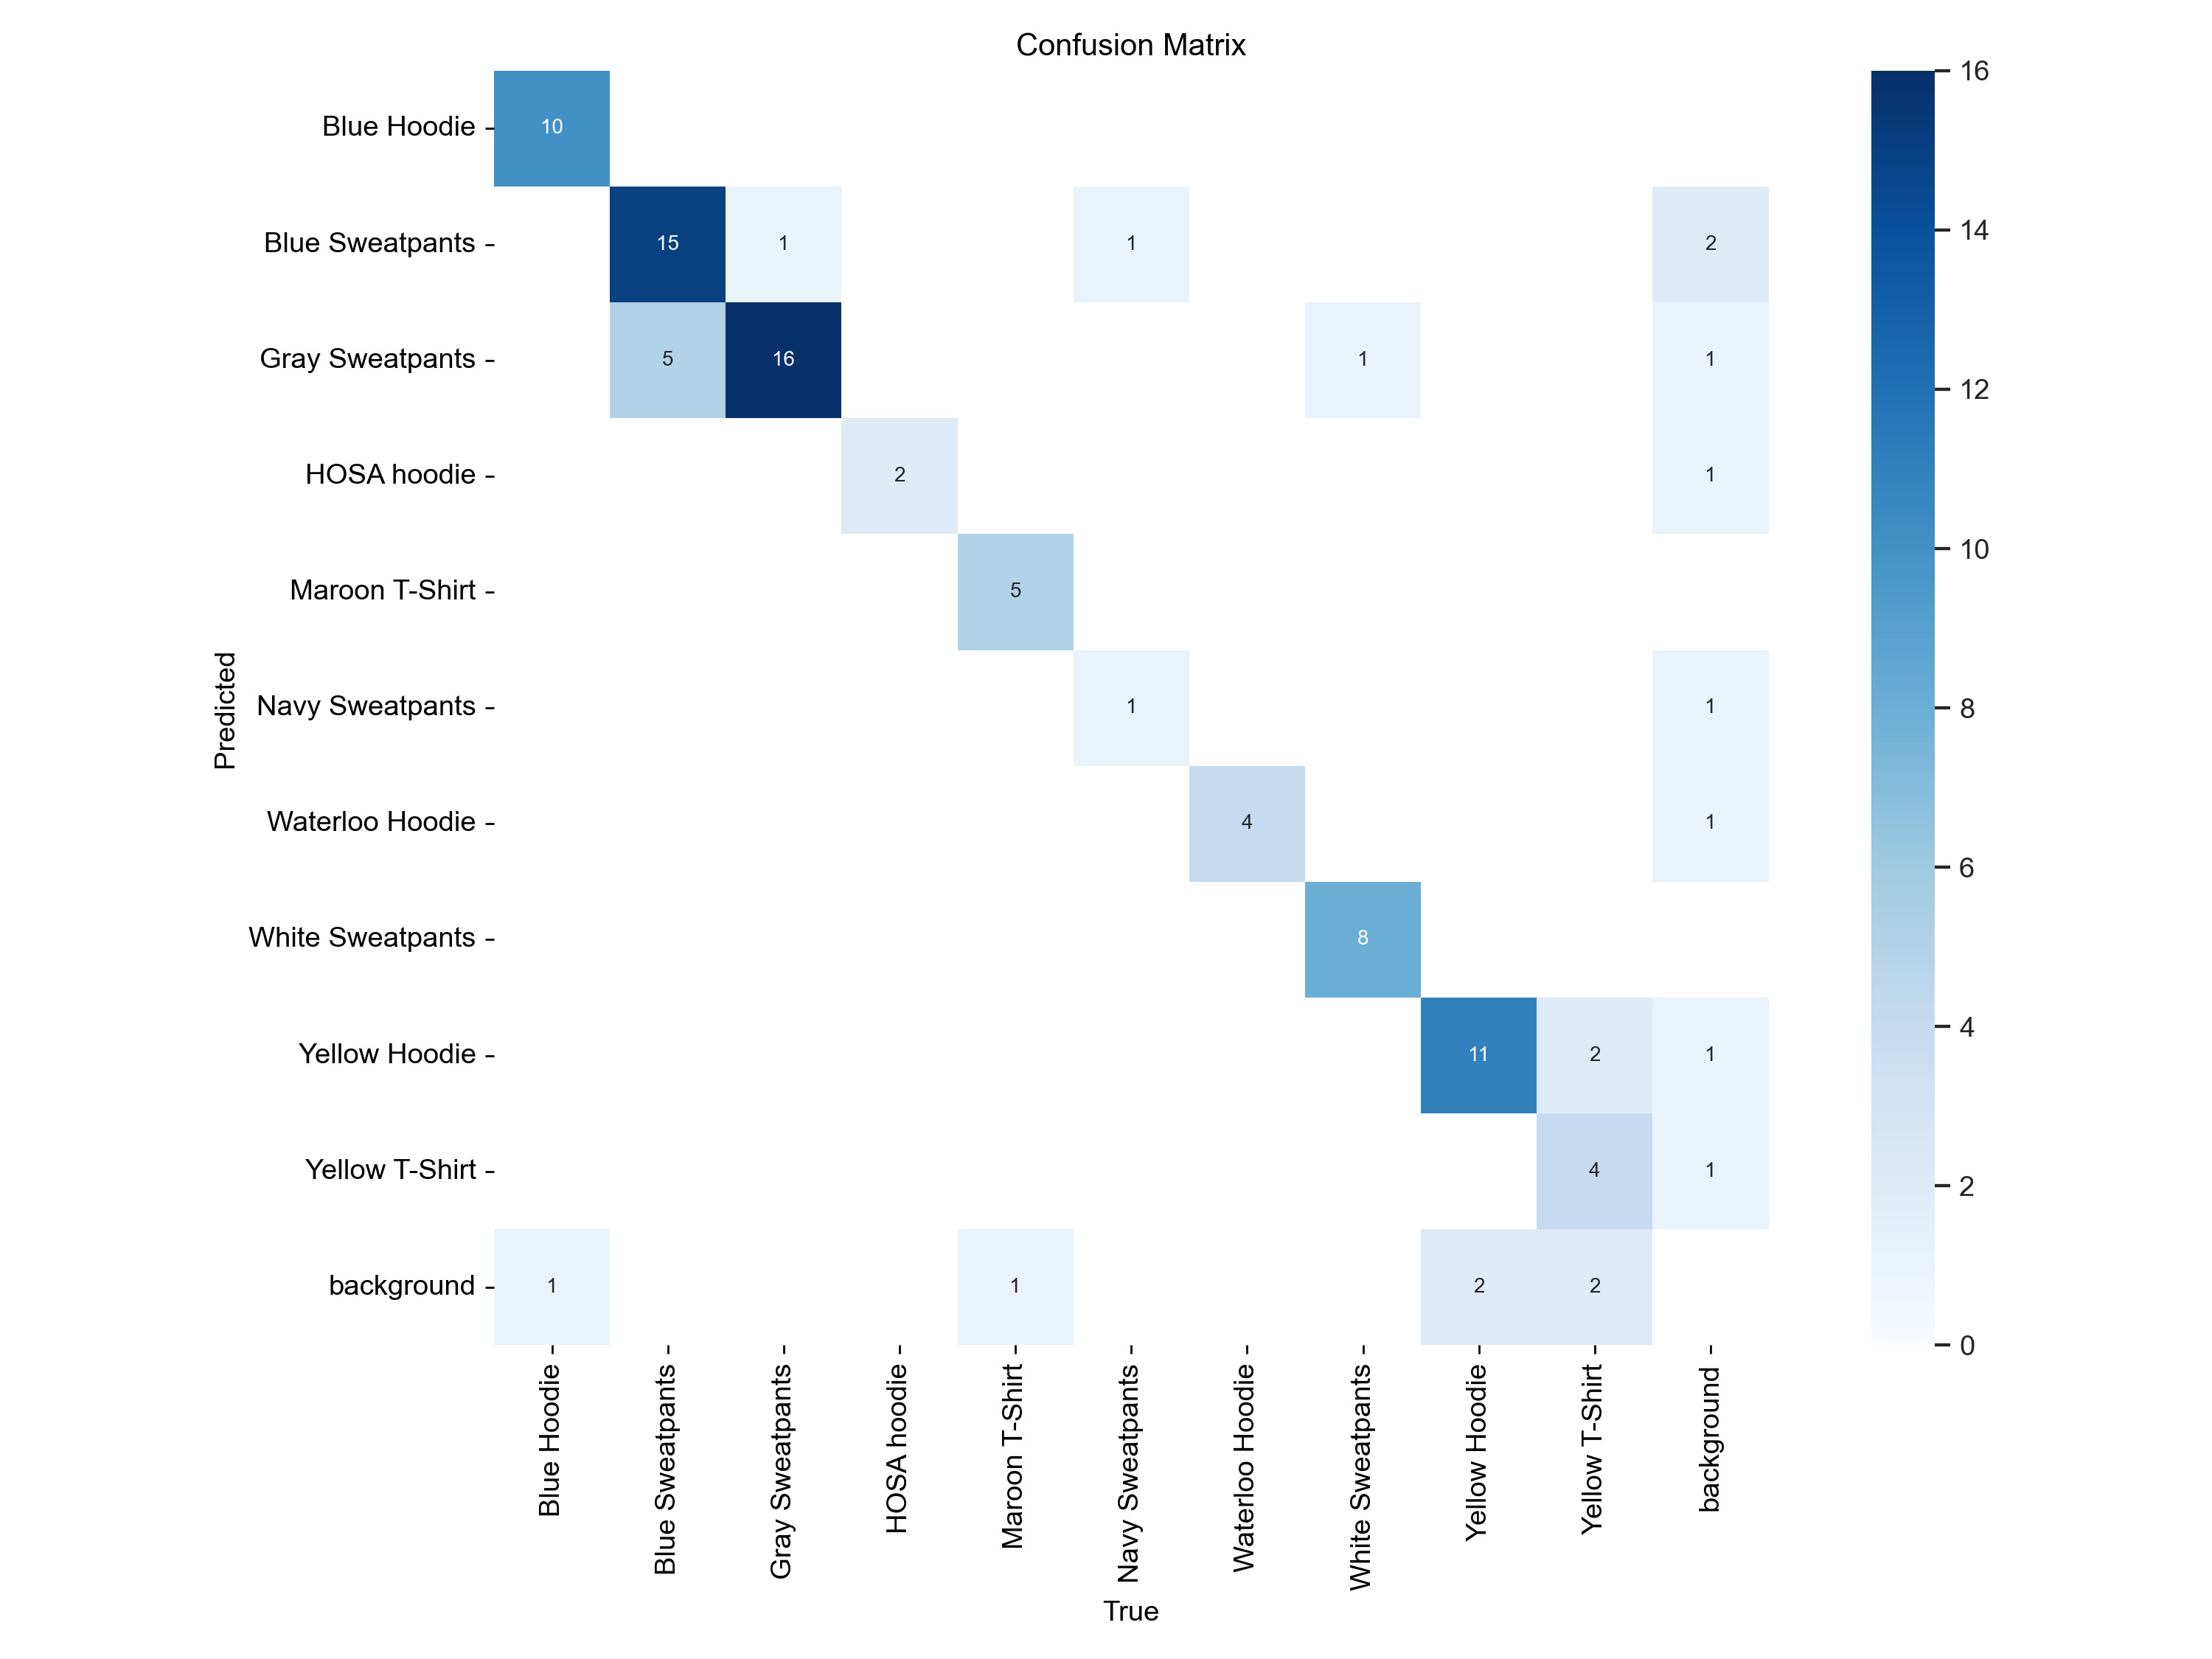 Confusion Matrix
Blue Hoodie
10
Blue Sweatpants
15 1 1 2
Gray Sweatpants
5 16 1 1
HOSA hoodie
2 1
Maroon T-Shirt
5
Navy Sweatpants
1 1
Waterloo Hoodie
4 1
White Sweatpants
8
Yellow Hoodie
11 2 1
Yellow T-Shirt
4 1
background
1 1 2 2
Predicted
Blue Hoodie
Blue Sweatpants
Gray Sweatpants
HOSA hoodie
Maroon T-Shirt
Navy Sweatpants
Waterloo Hoodie
White Sweatpants
Yellow Hoodie
Yellow T-Shirt
background
True
16
14
12
10
8
6
4
2
0